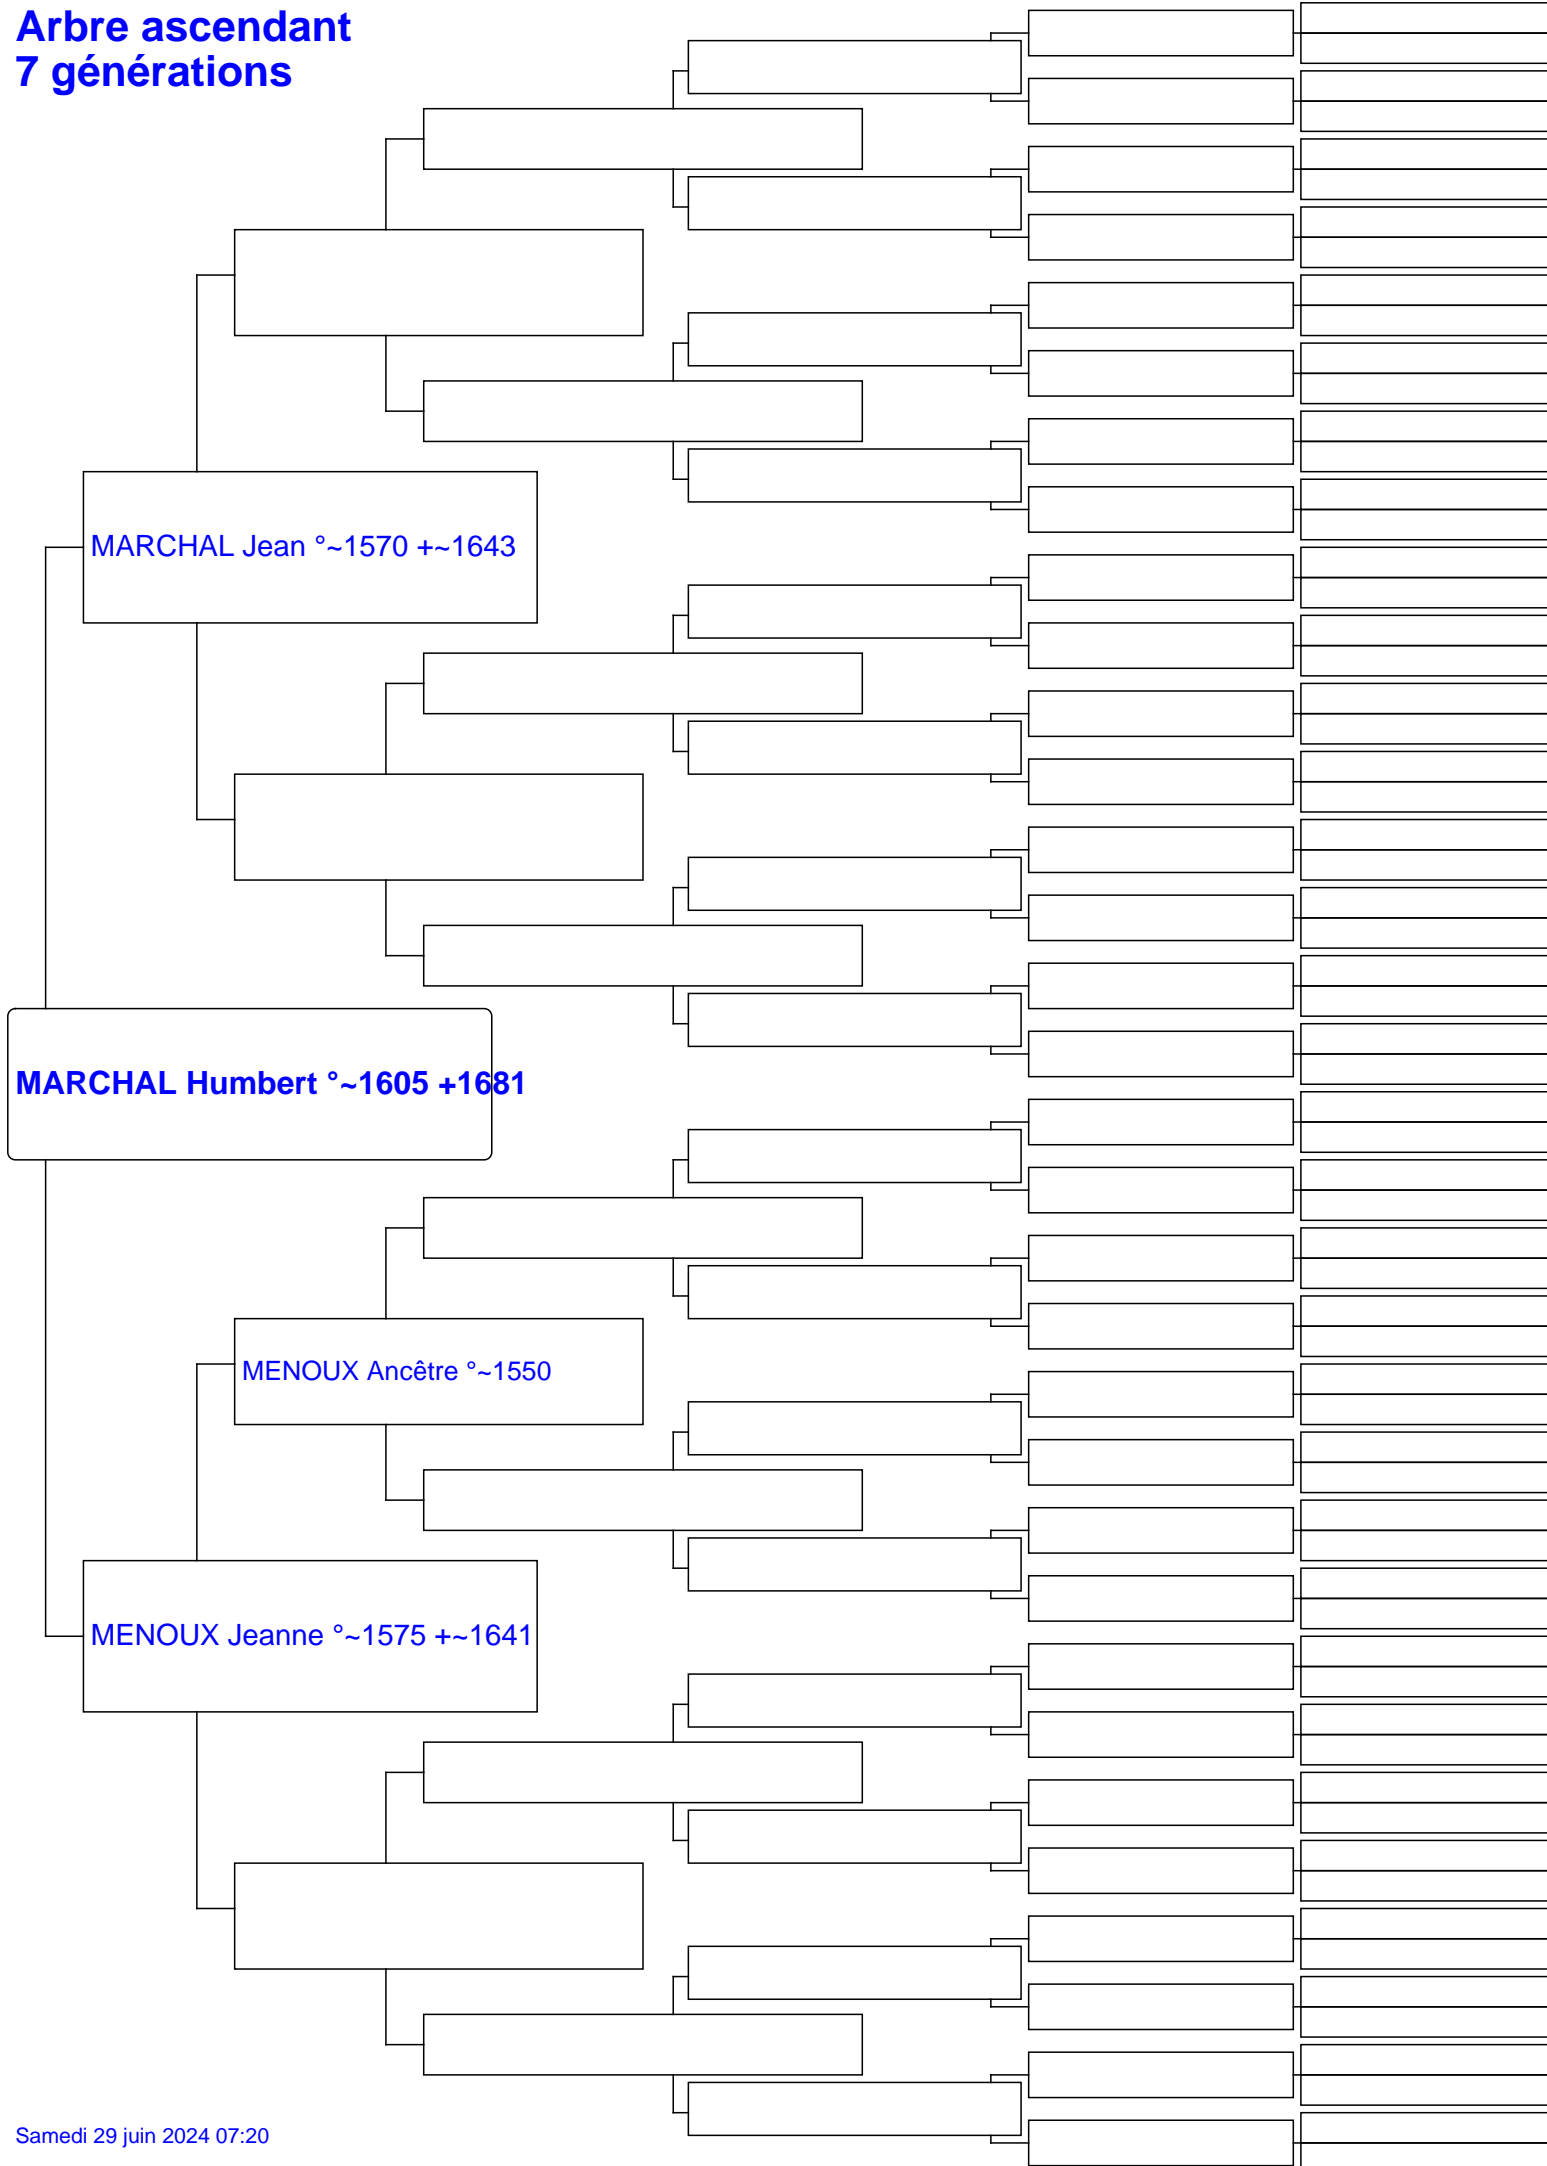 Arbre ascendant
7 générations
MARCHAL Jean °~1570 +~1643
MARCHAL Humbert °~1605 +1681
MENOUX Ancêtre °~1550
MENOUX Jeanne °~1575 +~1641
Samedi 29 juin 2024 07:20